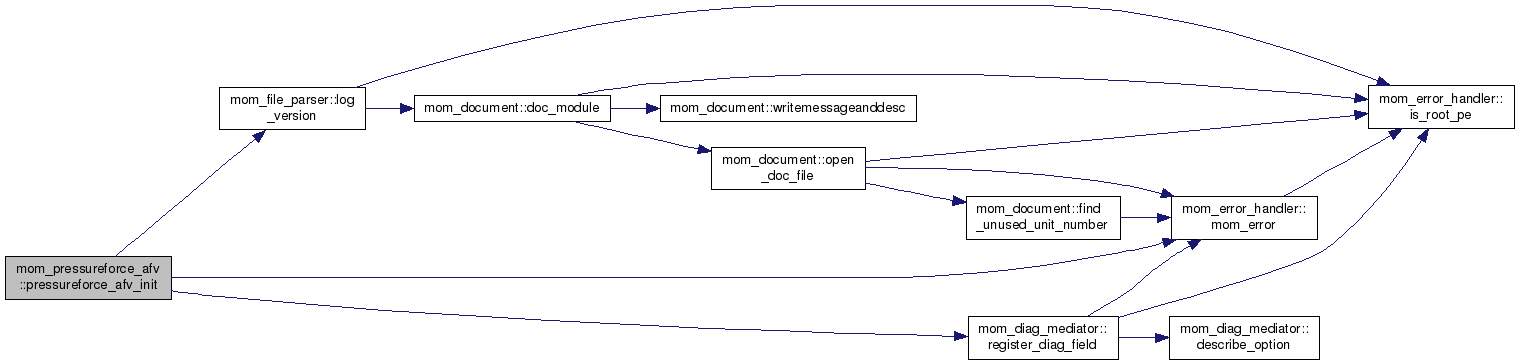 mom_file_parser::log
_version
mom_document::doc_module
mom_document::writemessageanddesc
mom_error_handler::
is_root_pe
mom_document::open
_doc_file
mom_document::find
_unused_unit_number
mom_error_handler::
mom_error
mom_pressureforce_afv
::pressureforce_afv_init
mom_diag_mediator::
register_diag_field
mom_diag_mediator::
describe_option